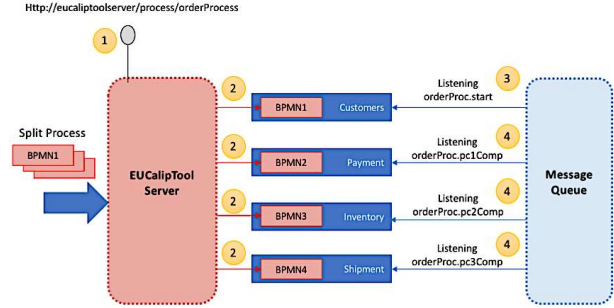 Http://eucaliptoolserver/process/orderProcess
1
Split Process
BPMN1
EUCalipTool
Server
2
BPMN1
Customers
Listening
orderProc.start
3
2
BPMN2
Payment
Listening
orderProc.pc1Comp
4
2
BPMN3
Inventory
Listening
orderProc.pc2Comp
4
2
BPMN4
Shipment
Listening
orderProc.pc3Comp
4
Message
Queue